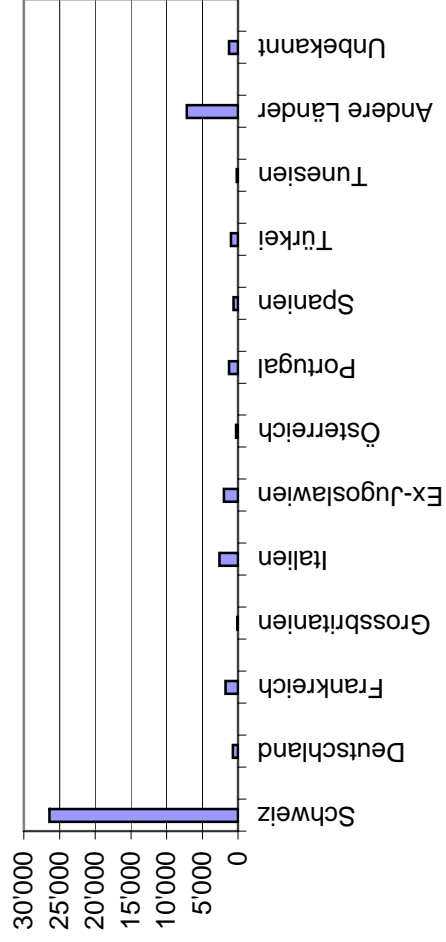 30'000
25'000
20'000
15'000
10'000
5'000
0
Schweiz
Deutschland
Frankreich
Grossbritanien
Italien
Ex-Jugoslawien
Österreich
Portugal
Spanien
Türkei
Tunesien
Andere Länder
Unbekannt